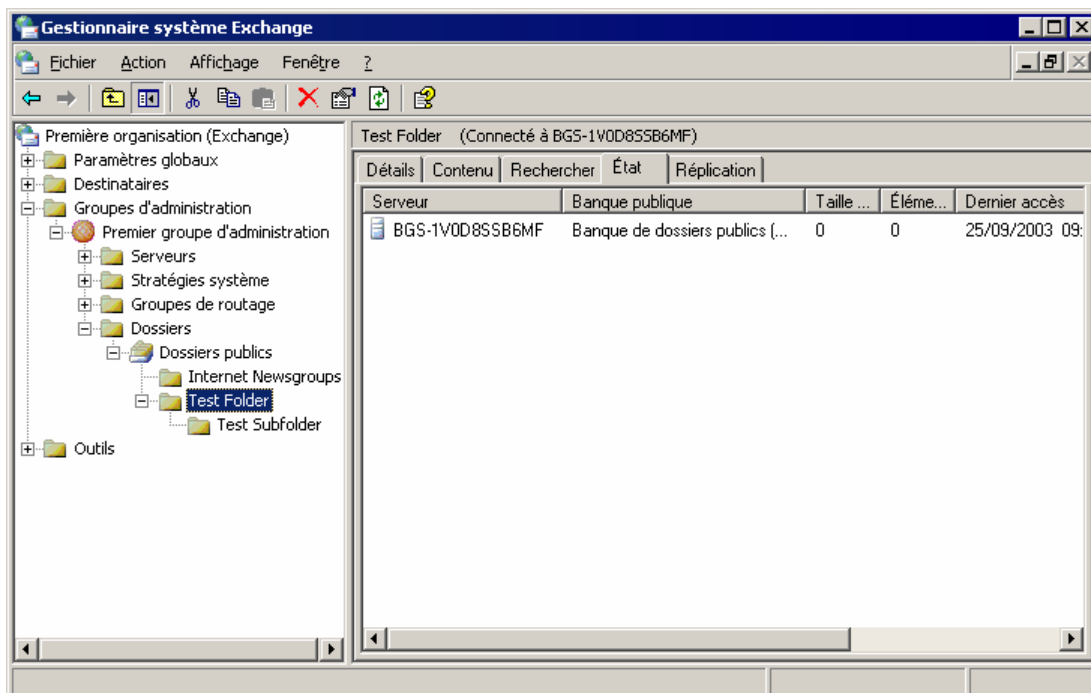 Gestionnaire système Exchange
Fichier Action Affichage Fenêtre ?
Première organisation (Exchange)
Paramètres globaux
Destinataires
Groupes d'administration
Premier groupe d'administration
Serveurs
Stratégies système
Groupes de routage
Dossiers
Dossiers publics
Internet Newsgroups
Test Folder
Test Subfolder
Outils
Test Folder (Connecté à BGS-1V0D8SSB6MF)
Détails Contenu Rechercher État Réplication
Serveur Banque publique Taille ... Éléme... Dernier accès
BGS-1V0D8SSB6MF Banque de dossiers publics (... 0 0 25/09/2003 09: